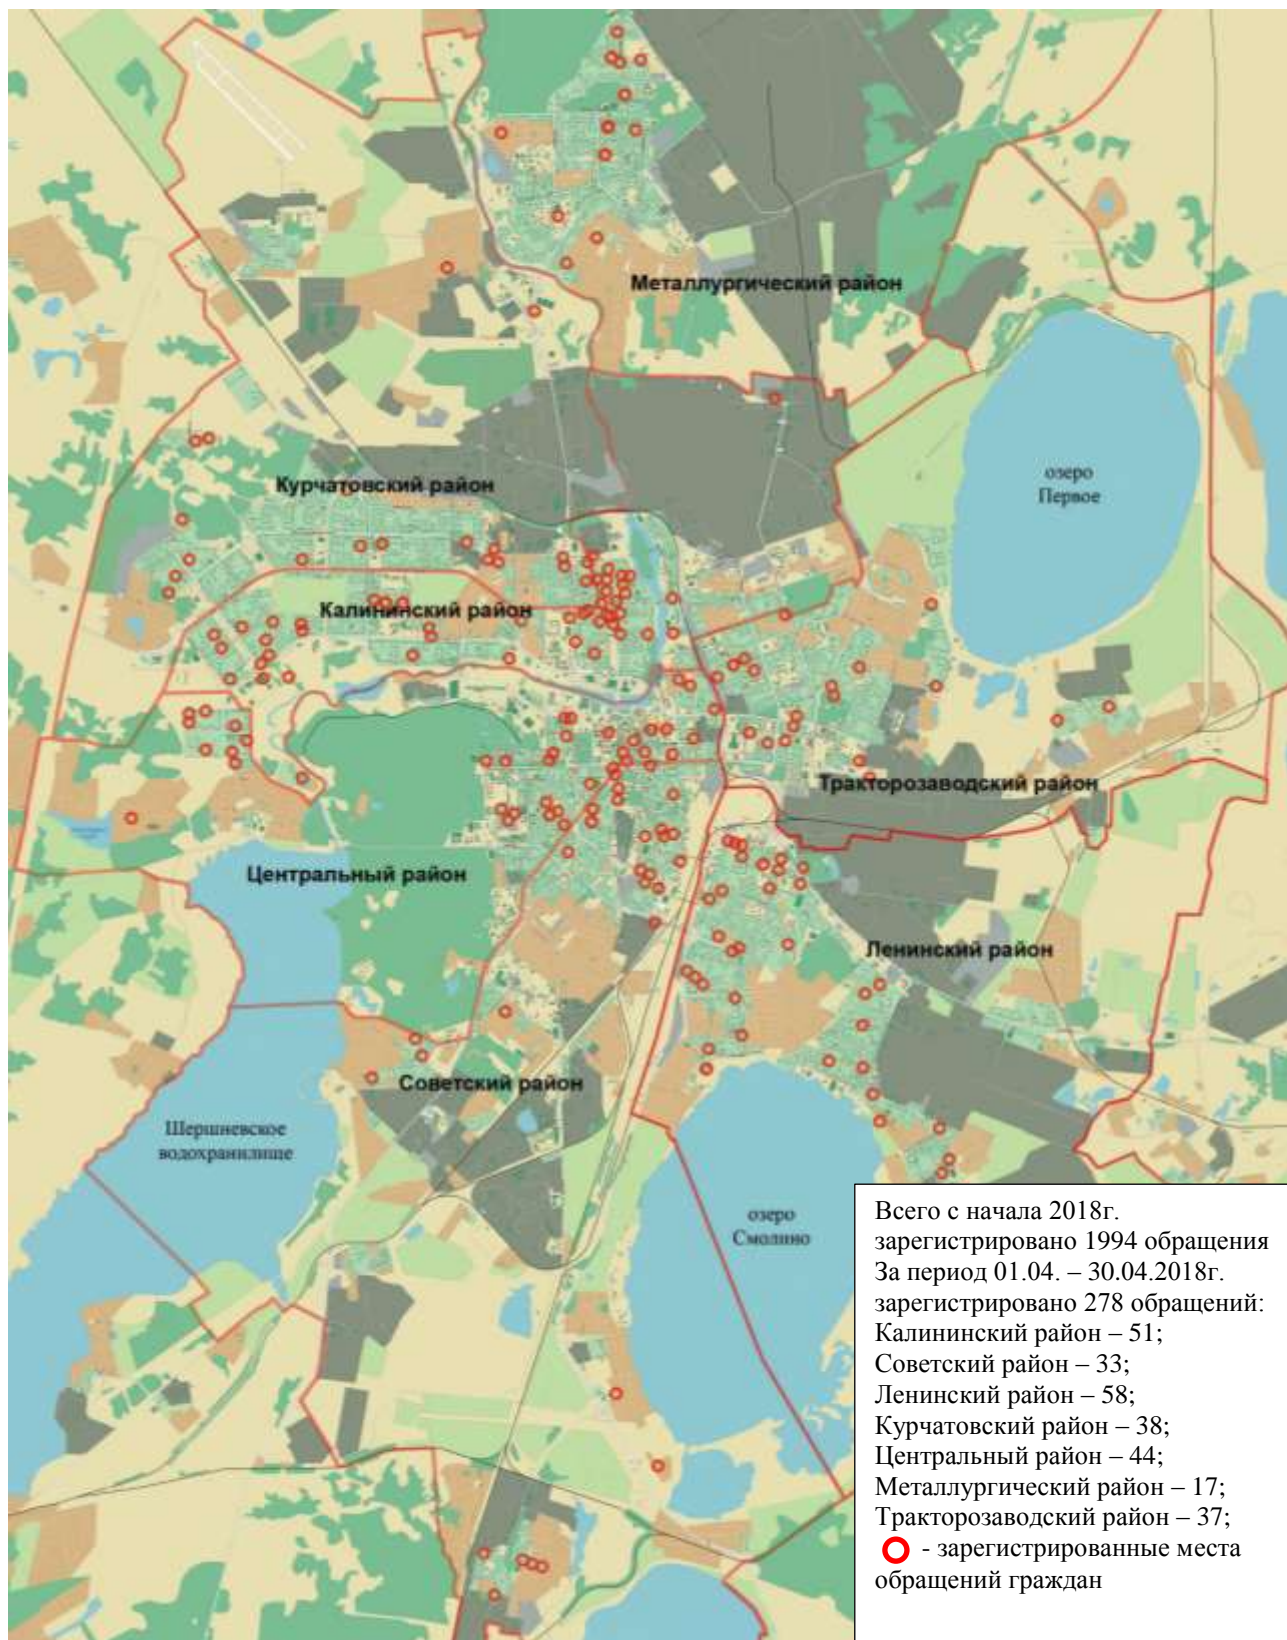 Металлургический район
озеро
Первое
Курчатовский район
Калининский район
Тракторозаводский район
Центральный район
Ленинский район
Советский район
Шершневское
водохранилище
озеро
Смолино
Всего с начала 2018г.
зарегистрировано 1994 обращения
За период 01.04. – 30.04.2018г.
зарегистрировано 278 обращений:
Калининский район – 51;
Советский район – 33;
Ленинский район – 58;
Курчатовский район – 38;
Центральный район – 44;
Металлургический район – 17;
Тракторозаводский район – 37;
- зарегистрированные места
обращений граждан